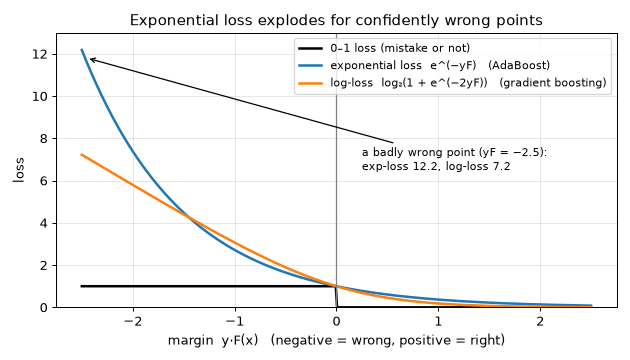 Exponential loss explodes for confidently wrong points
0–1 loss (mistake or not)
exponential loss  e^(−yF)   (AdaBoost)
log-loss  log₂(1 + e^(−2yF))   (gradient boosting)
a badly wrong point (yF = −2.5):
exp-loss 12.2, log-loss 7.2
loss
12
10
8
6
4
2
0
−2
−1
0
1
2
margin  y·F(x)   (negative = wrong, positive = right)